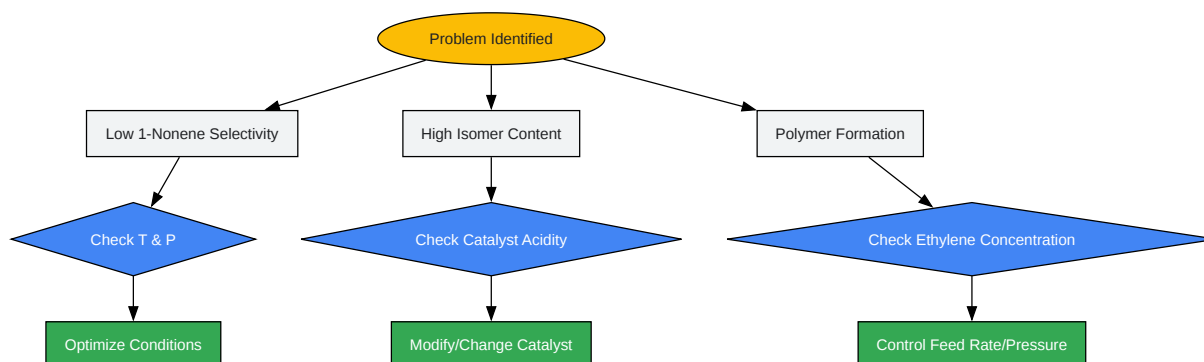 Problem Identified
Low 1-Nonene Selectivity
High Isomer Content
Polymer Formation
Check T & P
Check Catalyst Acidity
Check Ethylene Concentration
Optimize Conditions
Modify/Change Catalyst
Control Feed Rate/Pressure